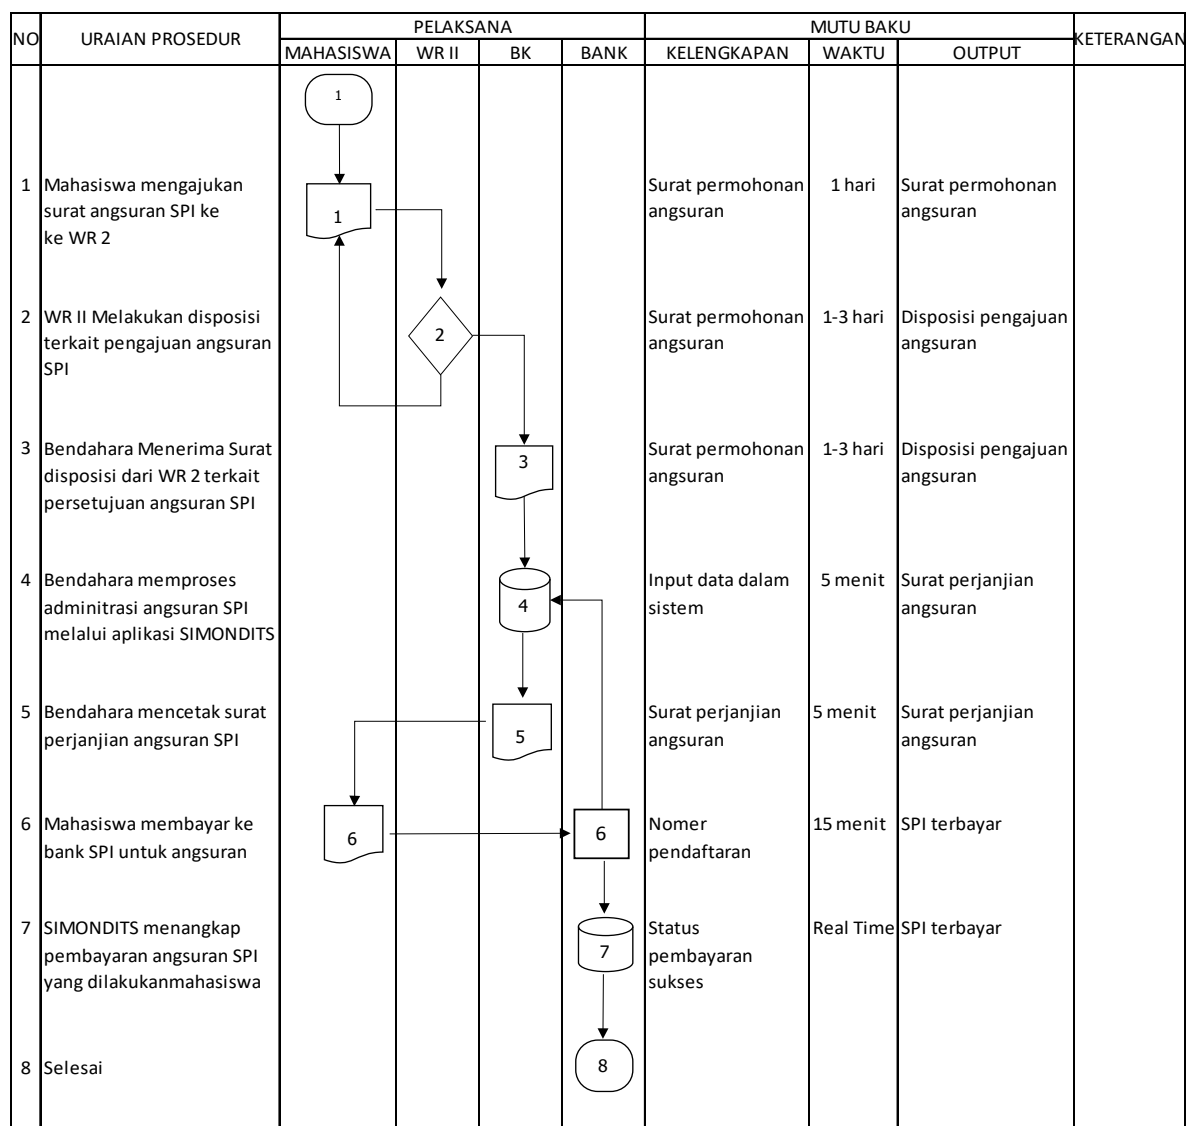 NO URAIAN PROSEDUR PELAKSANA MUTU BAKU KETERANGAN
MAHASISWA WR II BK BANK KELENGKAPAN WAKTU OUTPUT
1
1 Mahasiswa mengajukan Surat permohonan 1 hari Surat permohonan
surat angsuran SPI ke 1 angsuran angsuran
ke WR 2
2 WR II Melakukan disposisi Surat permohonan 1-3 hari Disposisi pengajuan
terkait pengajuan angsuran 2 angsuran angsuran
SPI
3 Bendahara Menerima Surat Surat permohonan 1-3 hari Disposisi pengajuan
disposisi dari WR 2 terkait 3 angsuran angsuran
persetujuan angsuran SPI
4 Bendahara memproses Input data dalam 5 menit Surat perjanjian
adminitrasi angsuran SPI 4 sistem angsuran
melalui aplikasi SIMONDITS
5 Bendahara mencetak surat Surat perjanjian 5 menit Surat perjanjian
perjanjian angsuran SPI 5 angsuran angsuran
6 Mahasiswa membayar ke 6 6 Nomer 15 menit SPI terbayar
bank SPI untuk angsuran pendaftaran
7 SIMONDITS menangkap Status Real Time SPI terbayar
pembayaran angsuran SPI 7 pembayaran
yang dilakukanmahasiswa sukses
8 Selesai 8